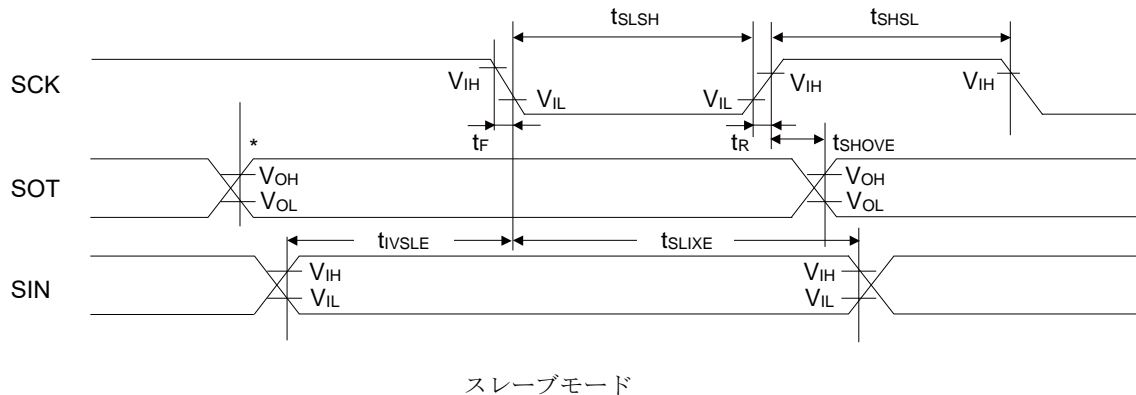 tSLSH tSHSL
SCK VIH VIL VIL VIH VIH
tF tR tSHOVE
*
SOT VOH VOL VOH VOL
tIVSLE tSLIXE
SIN VIH VIL VIH VIL
スレーブモード